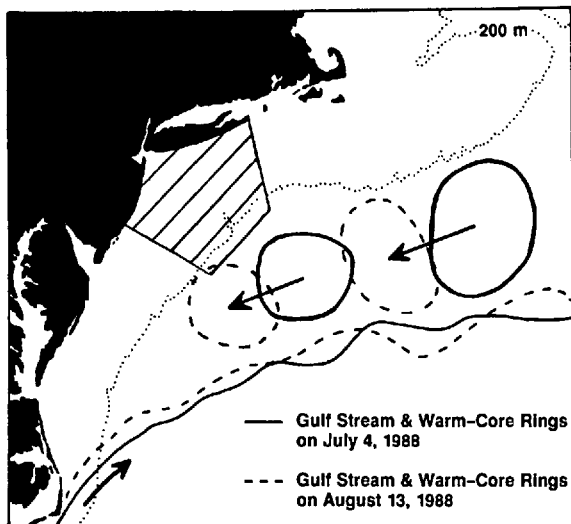 200 m
Gulf Stream & Warm-Core Rings
on July 4, 1988
Gulf Stream & Warm-Core Rings
on August 13, 1988